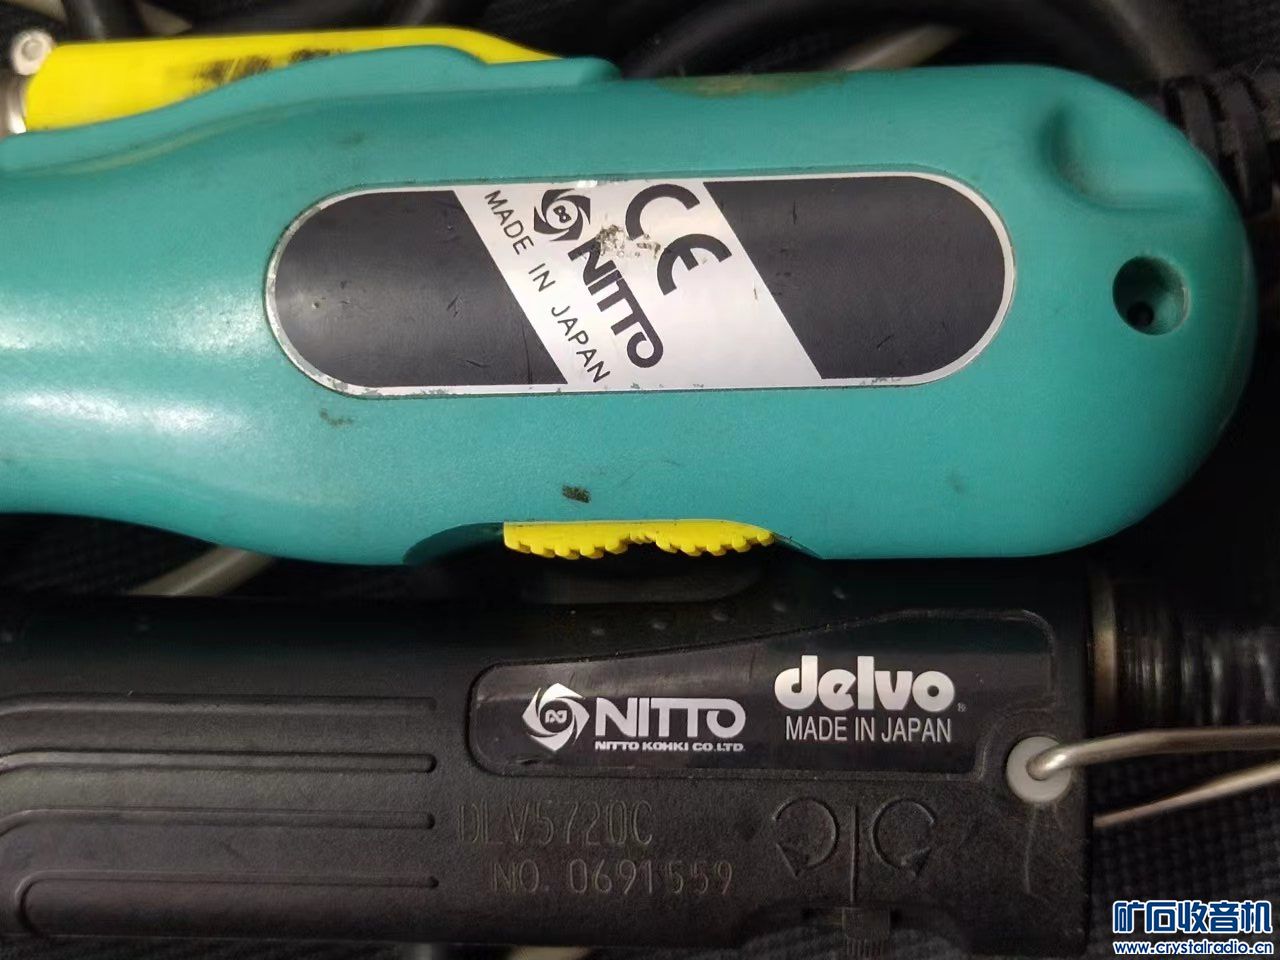 CE
NITTO
MADE IN JAPAN
NITTO
NITTO KOHKI CO.LTD.
delvo®
MADE IN JAPAN
DLV5720C
NO. 0691559
矿石收音机
www.crystalradio.cn